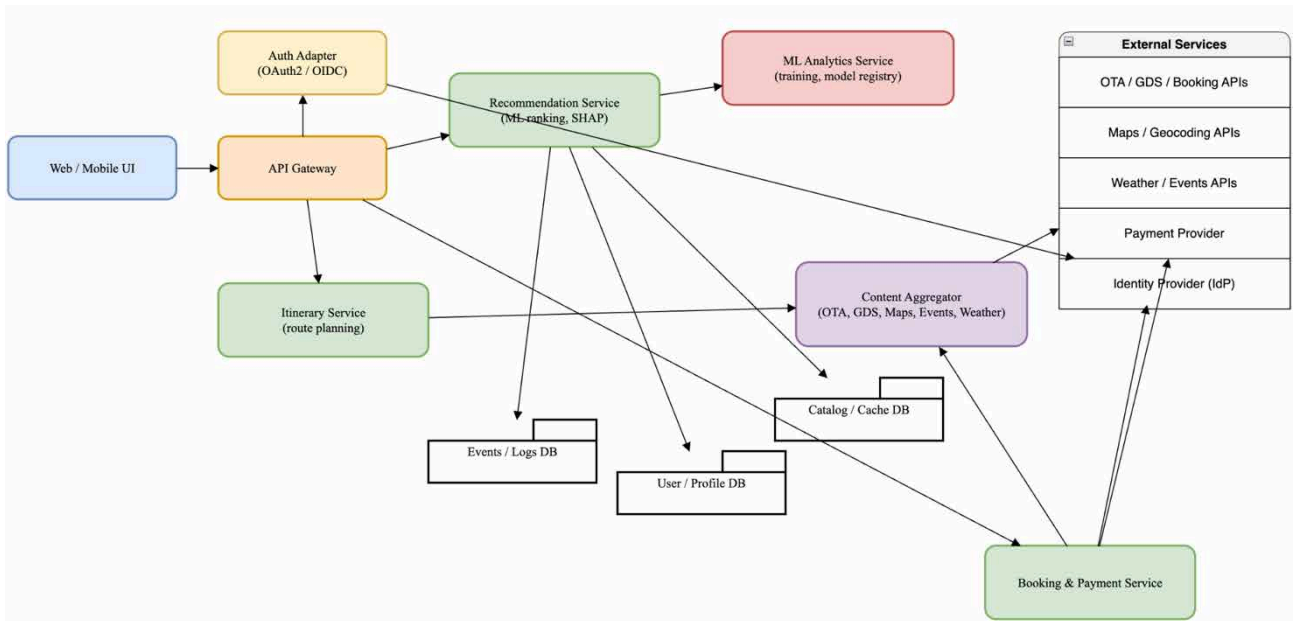 Auth Adapter
(OAuth2 / OIDC)
ML Analytics Service
(training, model registry)
External Services
OTA / GDS / Booking APIs
Recommendation Service
(ML ranking, SHAP)
Maps / Geocoding APIs
Web / Mobile UI
API Gateway
Weather / Events APIs
Payment Provider
Identity Provider (IdP)
Itinerary Service
(route planning)
Content Aggregator
(OTA, GDS, Maps, Events, Weather)
Catalog / Cache DB
Events / Logs DB
User / Profile DB
Booking & Payment Service